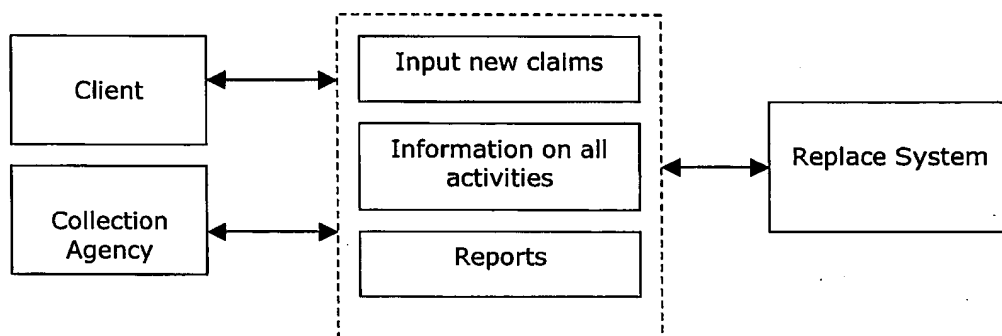 Client
Collection
Agency
Input new claims
Information on all
activities
Reports
Replace System